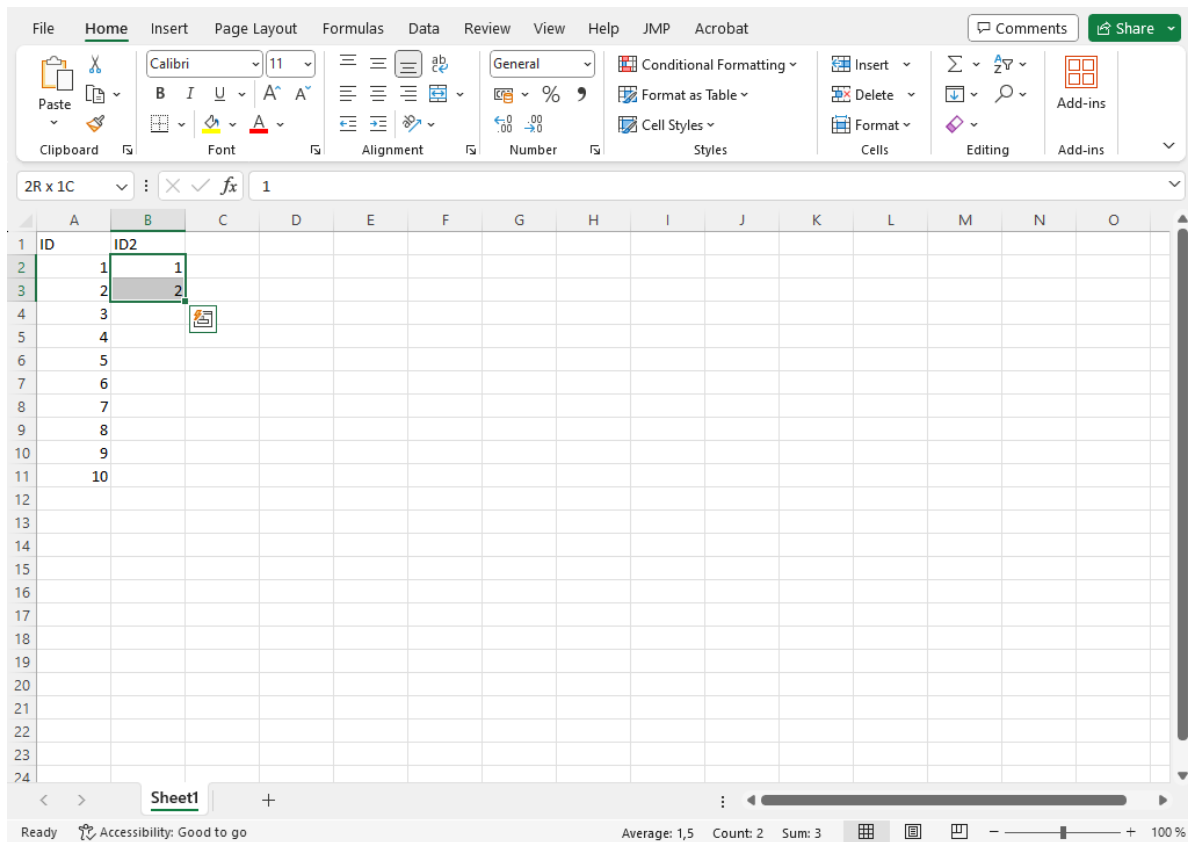 File Home Insert Page Layout Formulas Data Review View Help JMP Acrobat Comments Share
Calibri 11 General Conditional Formatting Insert
Paste B I U A A % Format as Table Delete Add-ins
A Cell Styles Format
Clipboard Font Alignment Number Styles Cells Editing Add-ins
2R x 1C fx 1
A B C D E F G H I J K L M N O
1 ID ID2
2 1 1
3 2 2
4 3
5 4
6 5
7 6
8 7
9 8
10 9
11 10
12
13
14
15
16
17
18
19
20
21
22
23
24
Sheet1
Ready Accessibility: Good to go Average: 1,5 Count: 2 Sum: 3 100 %